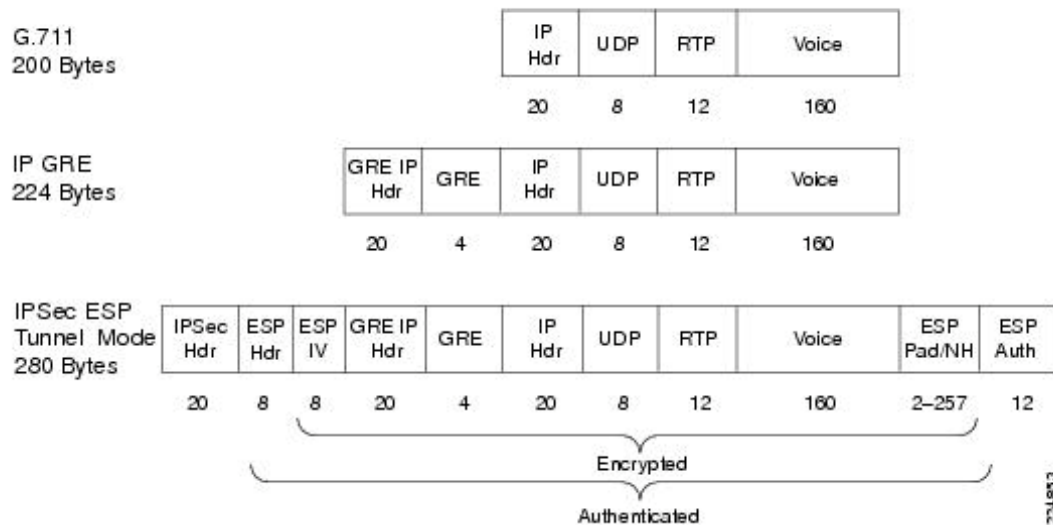 G.711
200 Bytes
IP Hdr UDP RTP Voice
20 8 12 160
IP GRE
224 Bytes
GRE IP Hdr GRE IP Hdr UDP RTP Voice
20 4 20 8 12 160
IPSec ESP
Tunnel Mode
280 Bytes
IPSec Hdr ESP Hdr ESP IV GRE IP Hdr GRE IP Hdr UDP RTP Voice ESP Pad/NH ESP Auth
20 8 8 20 4 20 8 12 160 2–257 12
Encrypted
Authenticated